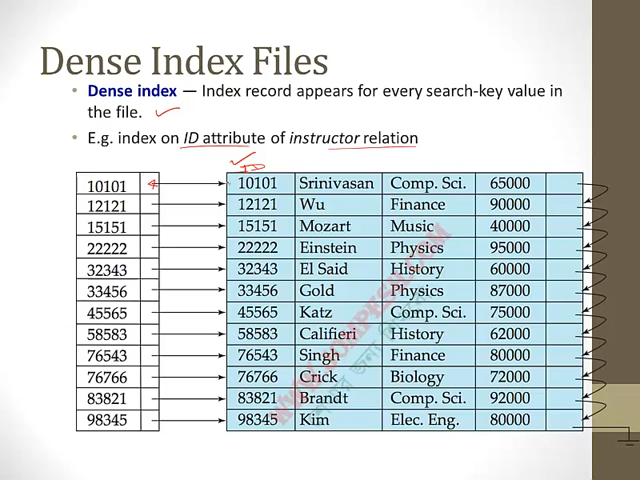 Dense Index Files
• Dense index — Index record appears for every search-key value in
the file.
• E.g. index on ID attribute of instructor relation
ID
10101 10101 Srinivasan Comp. Sci. 65000
12121 12121 Wu Finance 90000
15151 15151 Mozart Music 40000
22222 22222 Einstein Physics 95000
32343 32343 El Said History 60000
33456 33456 Gold Physics 87000
45565 45565 Katz Comp. Sci. 75000
58583 58583 Califieri History 62000
76543 76543 Singh Finance 80000
76766 76766 Crick Biology 72000
83821 83821 Brandt Comp. Sci. 92000
98345 98345 Kim Elec. Eng. 80000